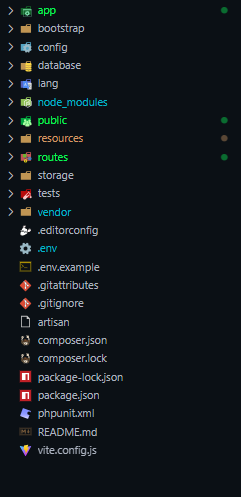 app
bootstrap
config
database
lang
node_modules
public
resources
routes
storage
tests
vendor
.editorconfig
.env
.env.example
.gitattributes
.gitignore
artisan
composer.json
composer.lock
package-lock.json
package.json
phpunit.xml
README.md
vite.config.js